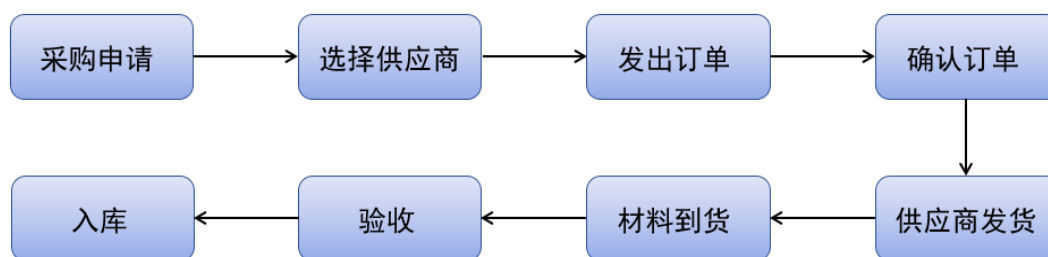 采购申请
选择供应商
发出订单
确认订单
供应商发货
材料到货
验收
入库